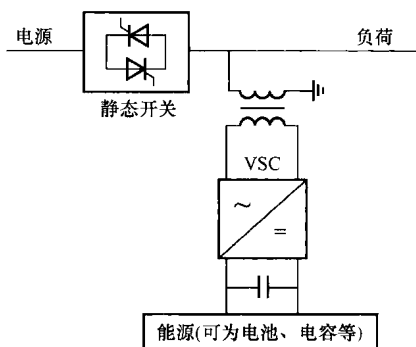 电源
负荷
静态开关
VSC
~
=
能源(可为电池、电容等)